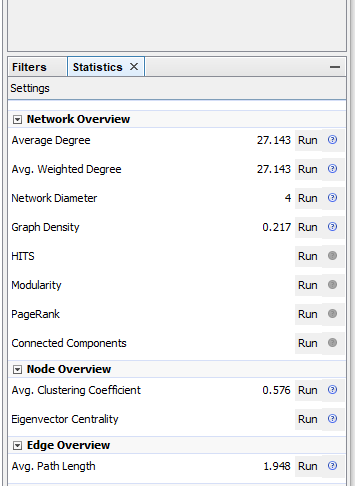 Filters Statistics ×
Settings
Network Overview
Average Degree 27.143 Run ?
Avg. Weighted Degree 27.143 Run ?
Network Diameter 4 Run ?
Graph Density 0.217 Run ?
HITS Run
Modularity Run
PageRank Run
Connected Components Run
Node Overview
Avg. Clustering Coefficient 0.576 Run ?
Eigenvector Centrality Run ?
Edge Overview
Avg. Path Length 1.948 Run ?